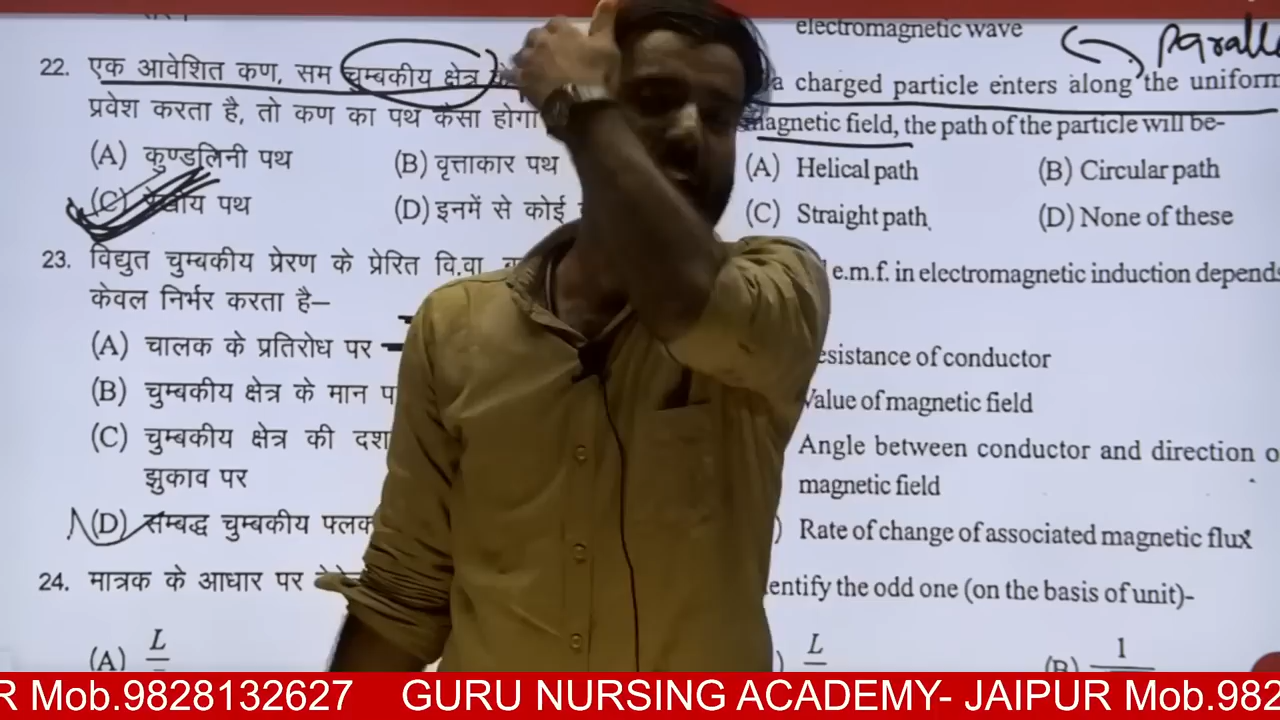 electromagnetic wave
22. एक आवेशित कण, सम चुम्बकीय क्षेत्र
प्रवेश करता है, तो कण का पथ कैसा होगा
(A) कुण्डलिनी पथ (B) वृत्ताकार पथ
(C) पथ (D) इनमें से कोई
a charged particle enters along the uniform
magnetic field, the path of the particle will be-
(A) Helical path (B) Circular path
(C) Straight path (D) None of these
23. विद्युत चुम्बकीय प्रेरण के प्रेरित वि.वा.
केवल निर्भर करता है–
(A) चालक के प्रतिरोध पर
(B) चुम्बकीय क्षेत्र के मान
(C) चुम्बकीय क्षेत्र की
झुकाव पर
(D) सम्बद्ध चुम्बकीय
e.m.f. in electromagnetic induction depends
esistance of conductor
Value of magnetic field
Angle between conductor and direction o
magnetic field
) Rate of change of associated magnetic flux
24. मात्रक के आधार पर
entify the odd one (on the basis of unit)-
(A) L
) L (B) 1
R Mob.9828132627 GURU NURSING ACADEMY- JAIPUR Mob.982